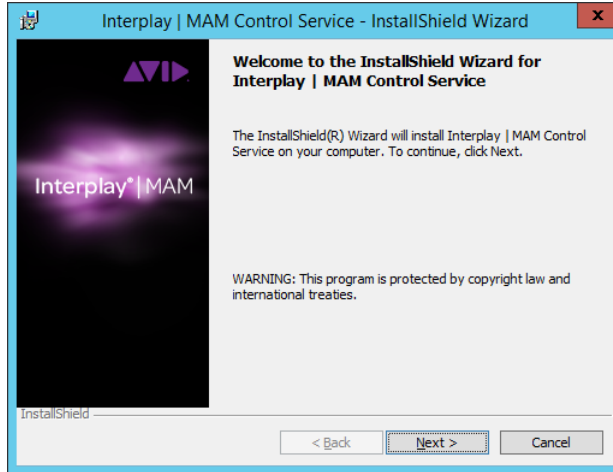 Interplay | MAM Control Service - InstallShield Wizard
x
AVID
Interplay® | MAM
Welcome to the InstallShield Wizard for
Interplay | MAM Control Service
The InstallShield(R) Wizard will install Interplay | MAM Control
Service on your computer. To continue, click Next.
WARNING: This program is protected by copyright law and
international treaties.
InstallShield
< Back
Next >
Cancel